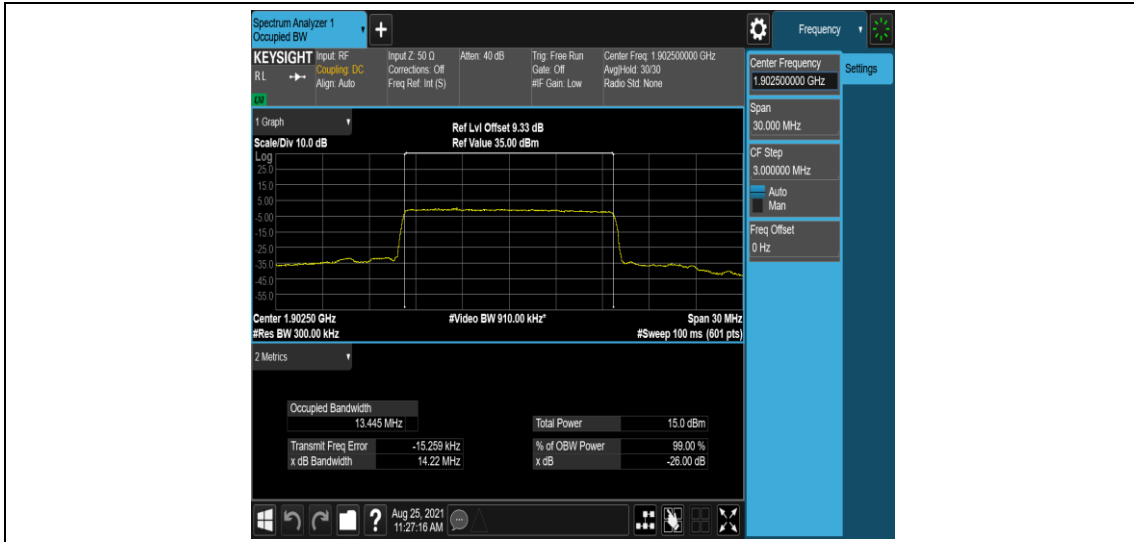 Spectrum Analyzer 1
Occupied BW
+
Frequency
KEYSIGHT
RL
Input: RF
Coupling: DC
Align: Auto
Input Z: 50 Ω
Corrections: Off
Freq Ref: Int (S)
Atten: 40 dB
Trig: Free Run
Gate: Off
#IF Gain: Low
Center Freq: 1.902500000 GHz
Avg|Hold: 30/30
Radio Std: None
Center Frequency
1.902500000 GHz
Settings
Span
30.000 MHz
CF Step
3.000000 MHz
Auto
Man
Freq Offset
0 Hz
1 Graph
Scale/Div 10.0 dB
Ref Lvl Offset 9.33 dB
Ref Value 35.00 dBm
Log
25.0
15.0
5.00
-5.00
-15.0
-25.0
-35.0
-45.0
-55.0
Center 1.90250 GHz
#Video BW 910.00 kHz*
Span 30 MHz
#Res BW 300.00 kHz
#Sweep 100 ms (601 pts)
2 Metrics
Occupied Bandwidth
13.445 MHz
Total Power 15.0 dBm
Transmit Freq Error -15.259 kHz
% of OBW Power 99.00 %
x dB Bandwidth 14.22 MHz
x dB -26.00 dB
?
Aug 25, 2021
11:27:16 AM